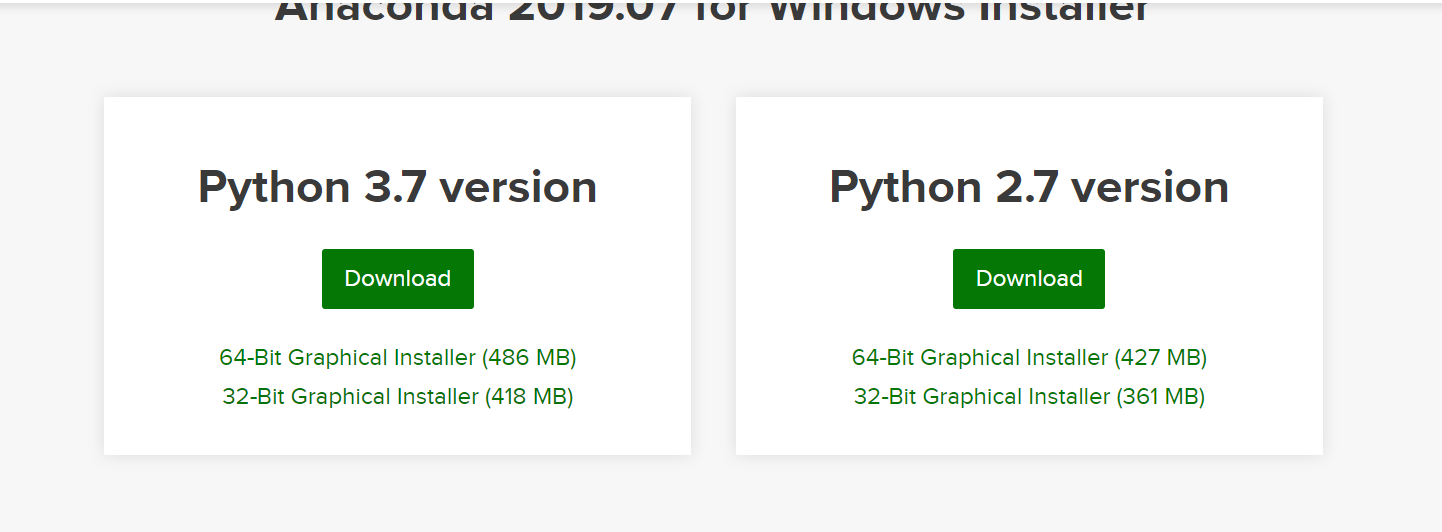 Anaconda 2019.07 for Windows Installer
Python 3.7 version
Download
64-Bit Graphical Installer (486 MB)
32-Bit Graphical Installer (418 MB)
Python 2.7 version
Download
64-Bit Graphical Installer (427 MB)
32-Bit Graphical Installer (361 MB)